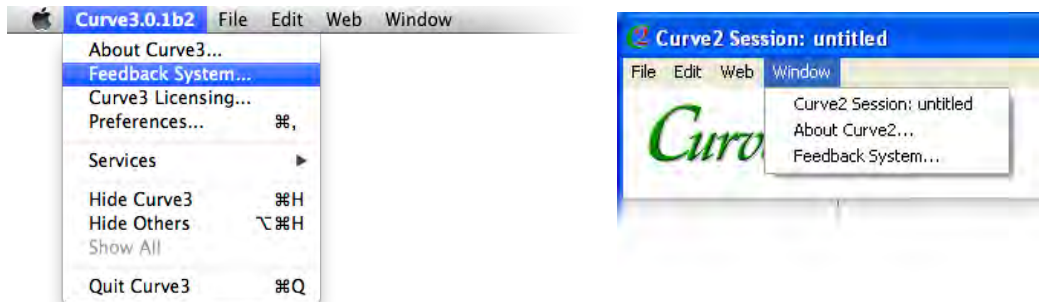 Curve3.0.1b2 File Edit Web Window
About Curve3...
Feedback System...
Curve3 Licensing...
Preferences... ⌘,
Services ▶
Hide Curve3 ⌘H
Hide Others ⌥⌘H
Show All
Quit Curve3 ⌘Q
Curve2 Session: untitled
File Edit Web Window
Curve2 Session: untitled
About Curve2...
Feedback System...